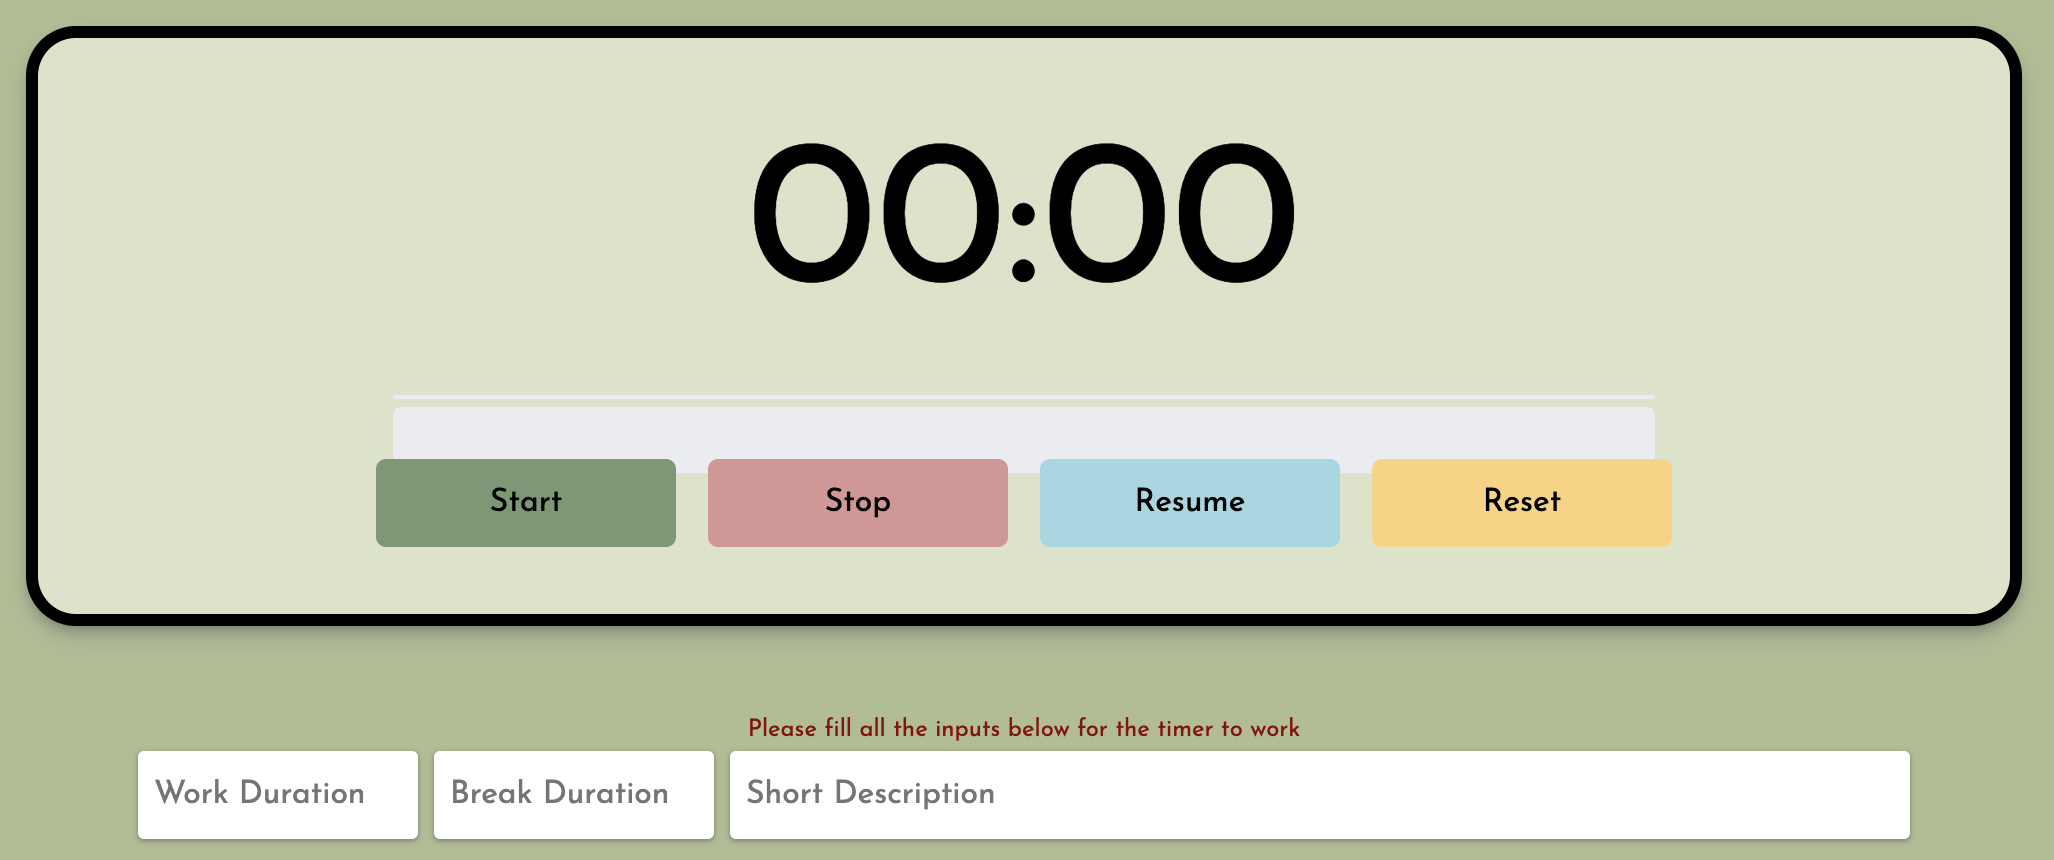 00:00
Start Stop Resume Reset
Please fill all the inputs below for the timer to work
Work Duration Break Duration Short Description